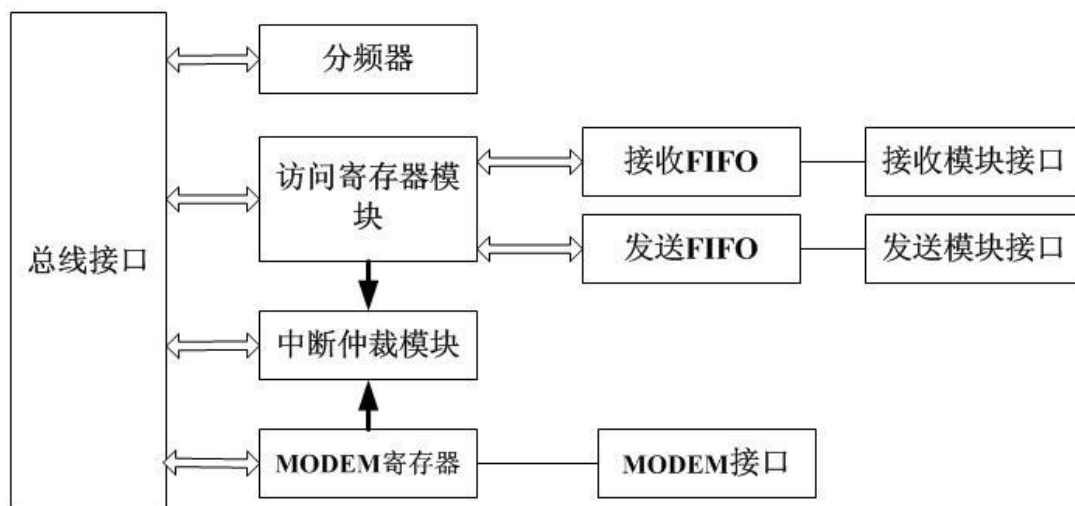 总线接口
分频器
访问寄存器模
块
接收FIFO
接收模块接口
发送FIFO
发送模块接口
中断仲裁模块
MODEM寄存器
MODEM接口